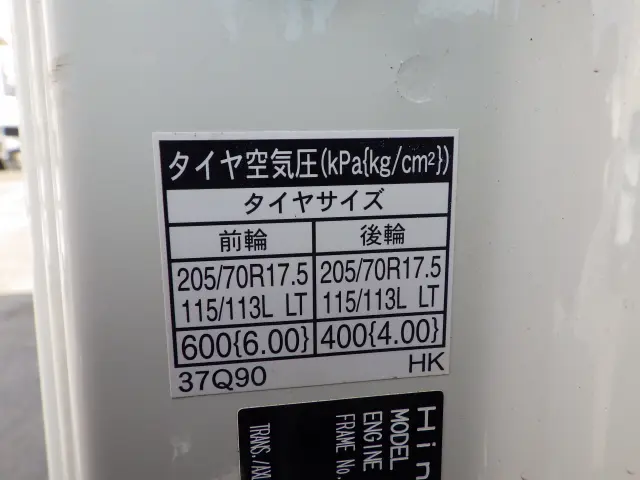 タイヤ空気圧(kPa{kg/cm²})
タイヤサイズ
前輪 後輪
205/70R17.5 205/70R17.5
115/113L LT 115/113L LT
600{6.00} 400{4.00}
37Q90 HK
MODEL
ENGINE
FRAME No.